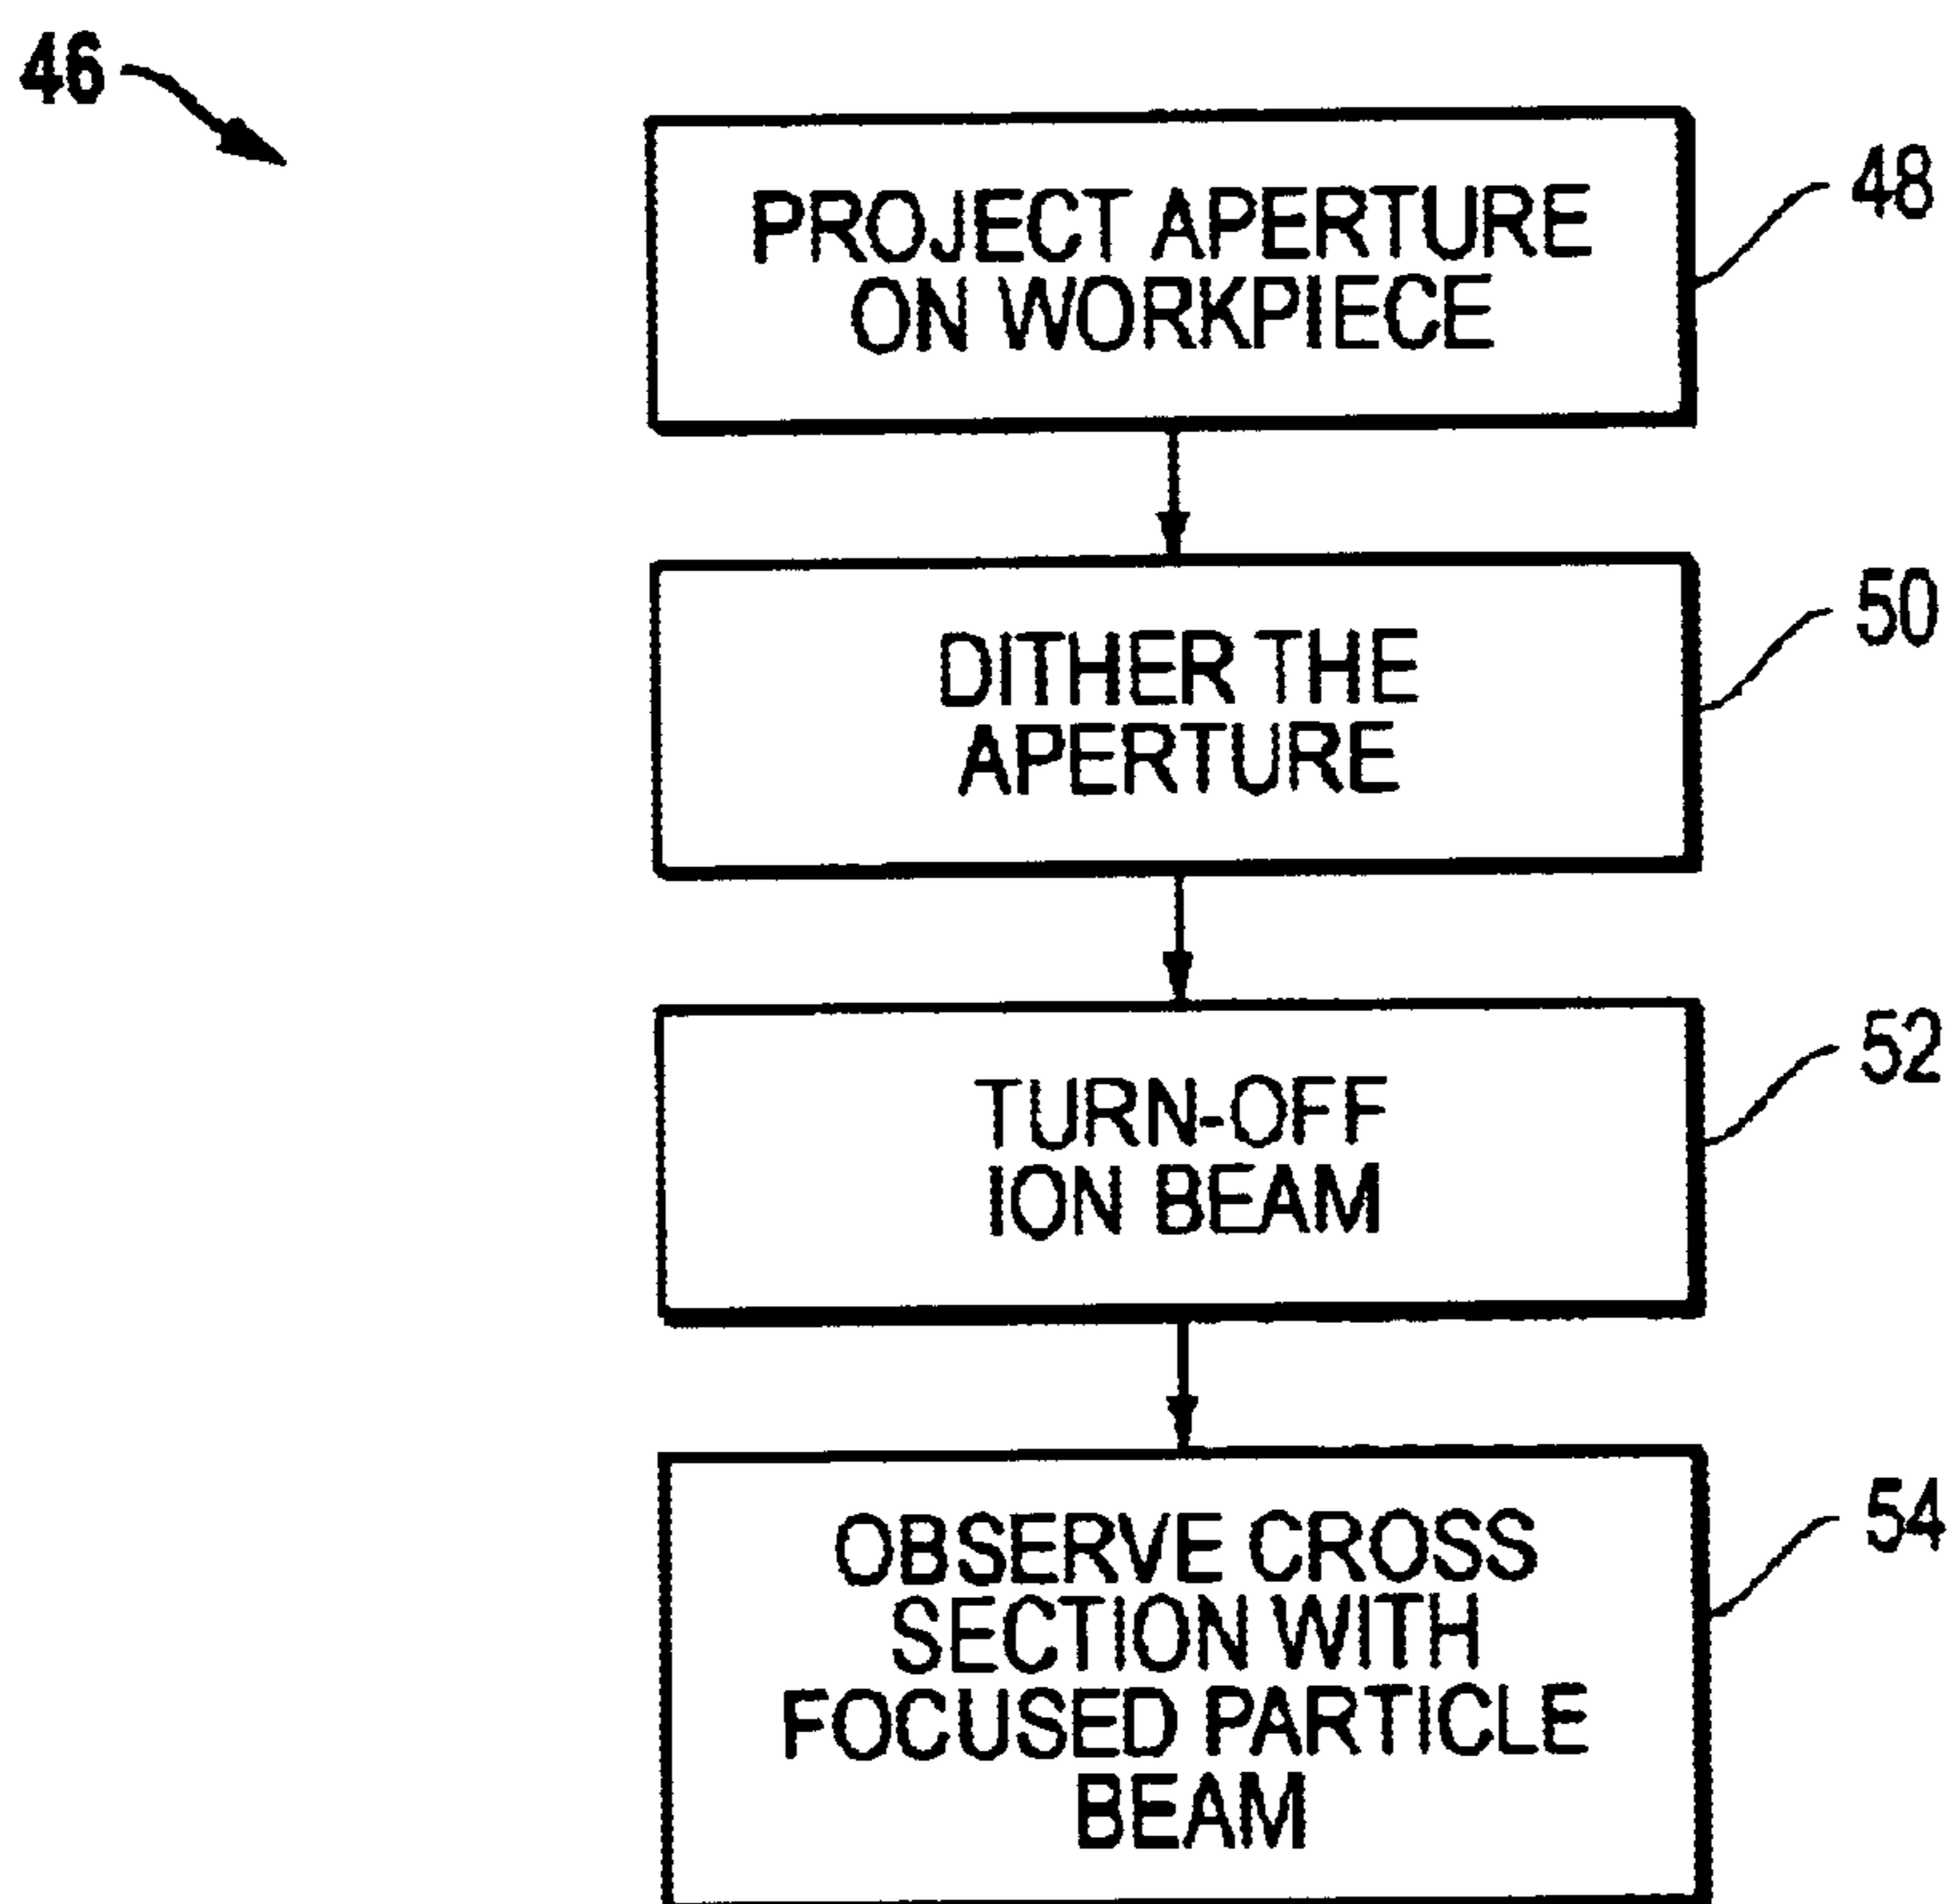 46
PROJECT APERTURE
ON WORKPIECE
48
DITHER THE
APERTURE
50
TURN-OFF
ION BEAM
52
OBSERVE CROSS
SECTION WITH
FOCUSED PARTICLE
BEAM
54